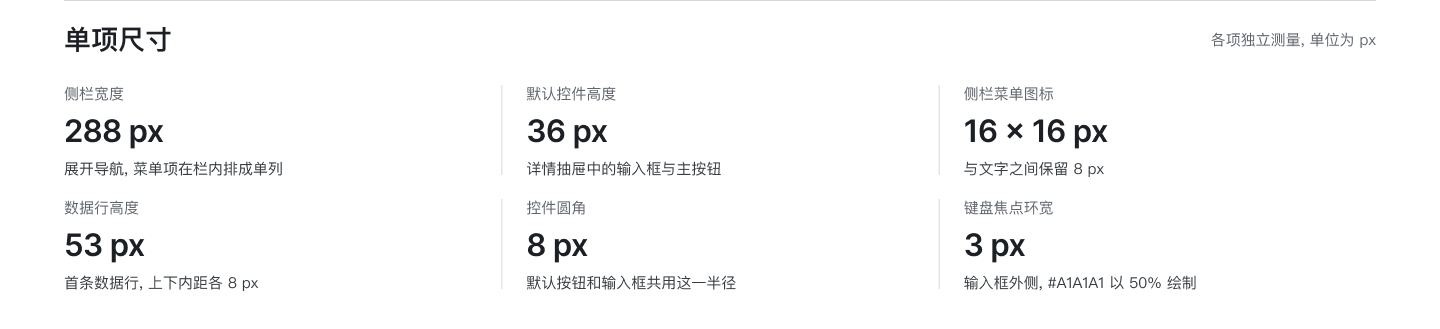 单项尺寸
各项独立测量, 单位为 px
侧栏宽度
288 px
展开导航, 菜单项在栏内排成单列
默认控件高度
36 px
详情抽屉中的输入框与主按钮
侧栏菜单图标
16 × 16 px
与文字之间保留 8 px
数据行高度
53 px
首条数据行, 上下内距各 8 px
控件圆角
8 px
默认按钮和输入框共用这一半径
键盘焦点环宽
3 px
输入框外侧, #A1A1A1 以 50% 绘制